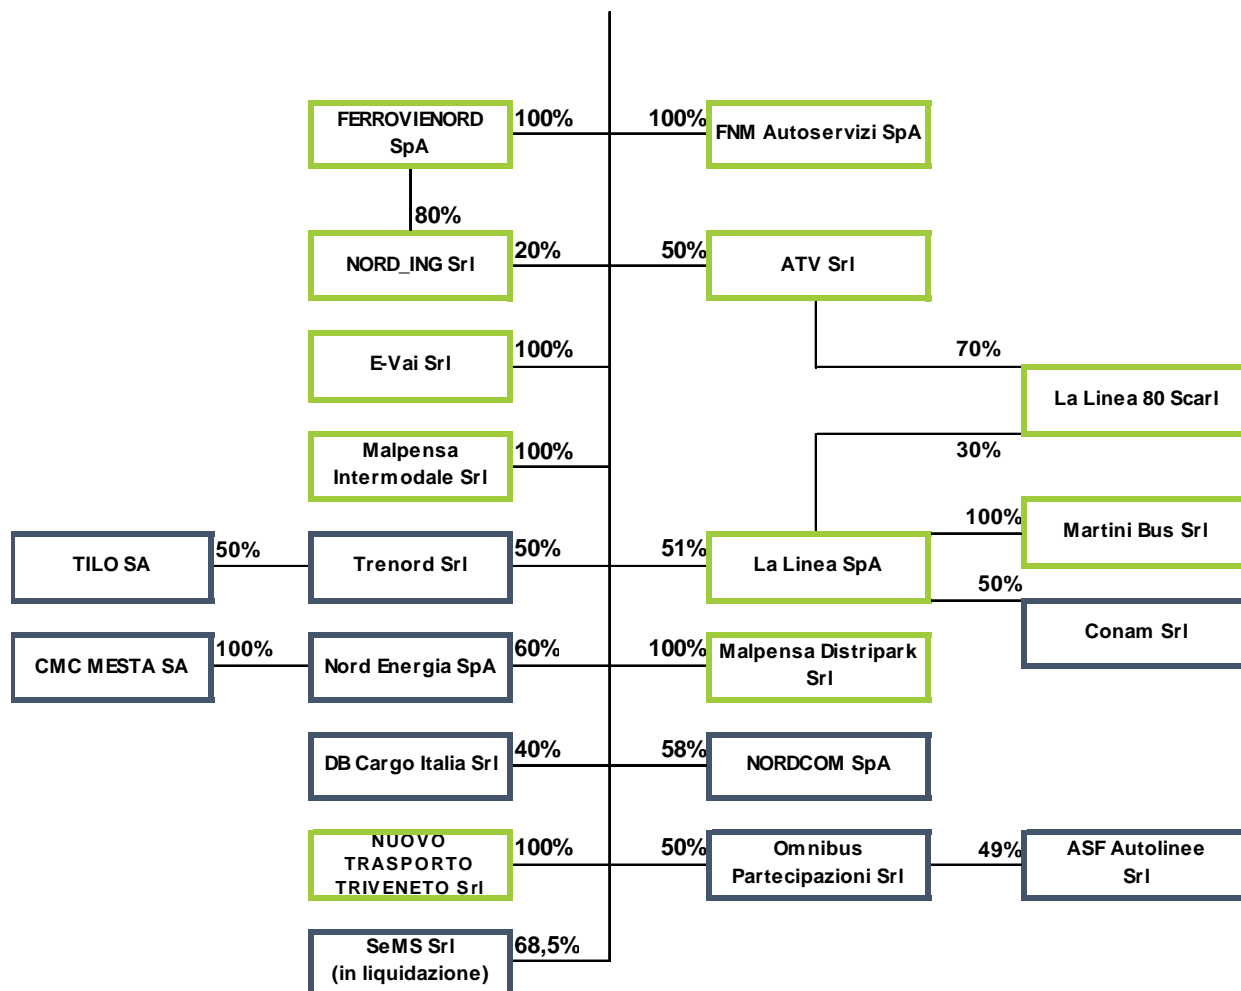 FERROVIENORD
SpA
100%
100%
FNM Autoservizi SpA
80%
NORD_ING Srl
20%
50%
ATV Srl
E-Vai Srl
100%
70%
La Linea 80 Scarl
30%
Malpensa
Intermodale Srl
100%
TILO SA
50%
Trenord Srl
50%
51%
La Linea SpA
100%
Martini Bus Srl
50%
Conam Srl
CMC MESTA SA
100%
Nord Energia SpA
60%
100%
Malpensa Distripark
Srl
DB Cargo Italia Srl
40%
58%
NORDCOM SpA
NUOVO
TRASPORTO
TRIVENETO Srl
100%
50%
Omnibus
Partecipazioni Srl
49%
ASF Autolinee
Srl
SeMS Srl
(in liquidazione)
68,5%